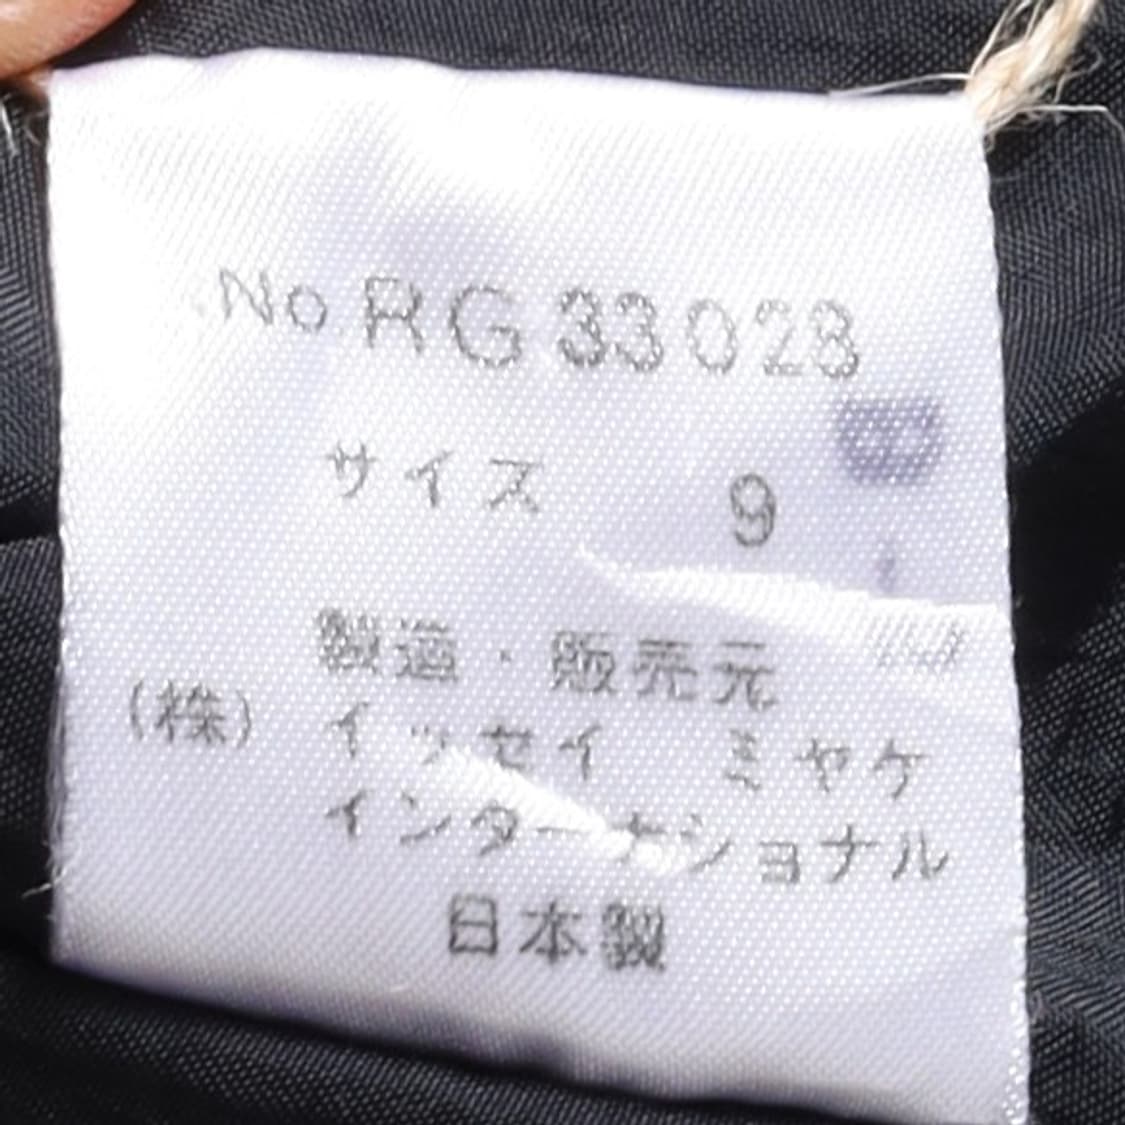 No.RG33028
サイズ 9
製造・販売元
(株) イッセイ ミヤケ
インターナショナル
日本製